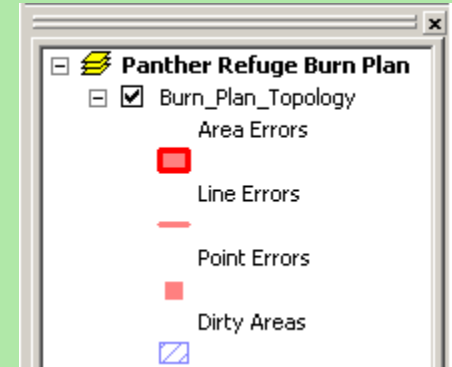 Panther Refuge Burn Plan
Burn_Plan_Topology
Area Errors
Line Errors
Point Errors
Dirty Areas